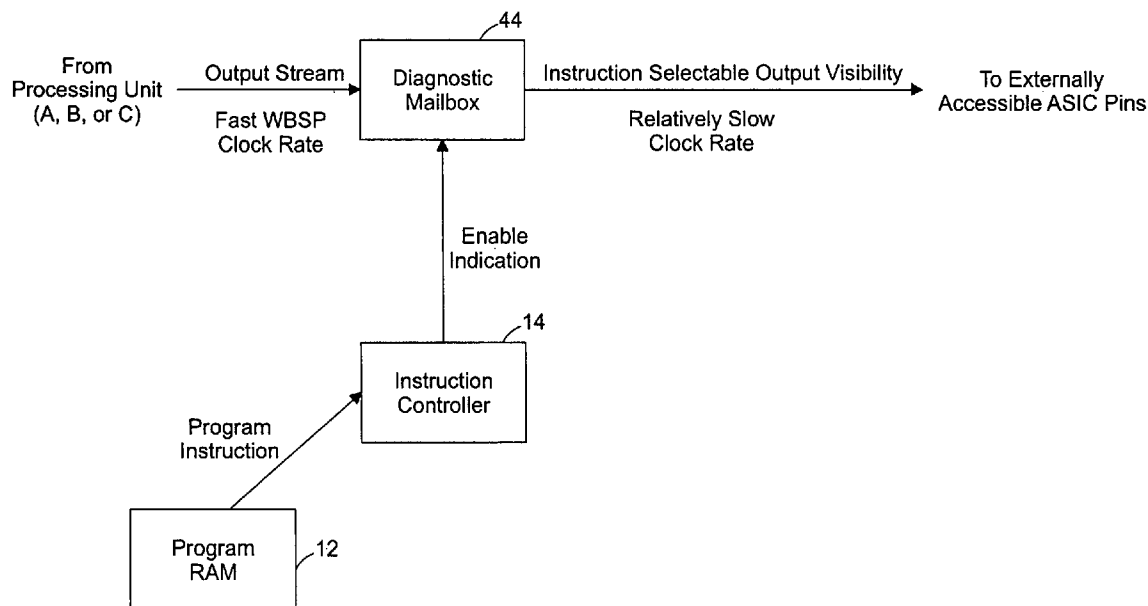 44
From
Processing Unit
(A, B, or C)
Output Stream
Fast WBSP
Clock Rate
Diagnostic
Mailbox
Instruction Selectable Output Visibility
Relatively Slow
Clock Rate
To Externally
Accessible ASIC Pins
Enable
Indication
14
Instruction
Controller
Program
Instruction
Program
RAM
12